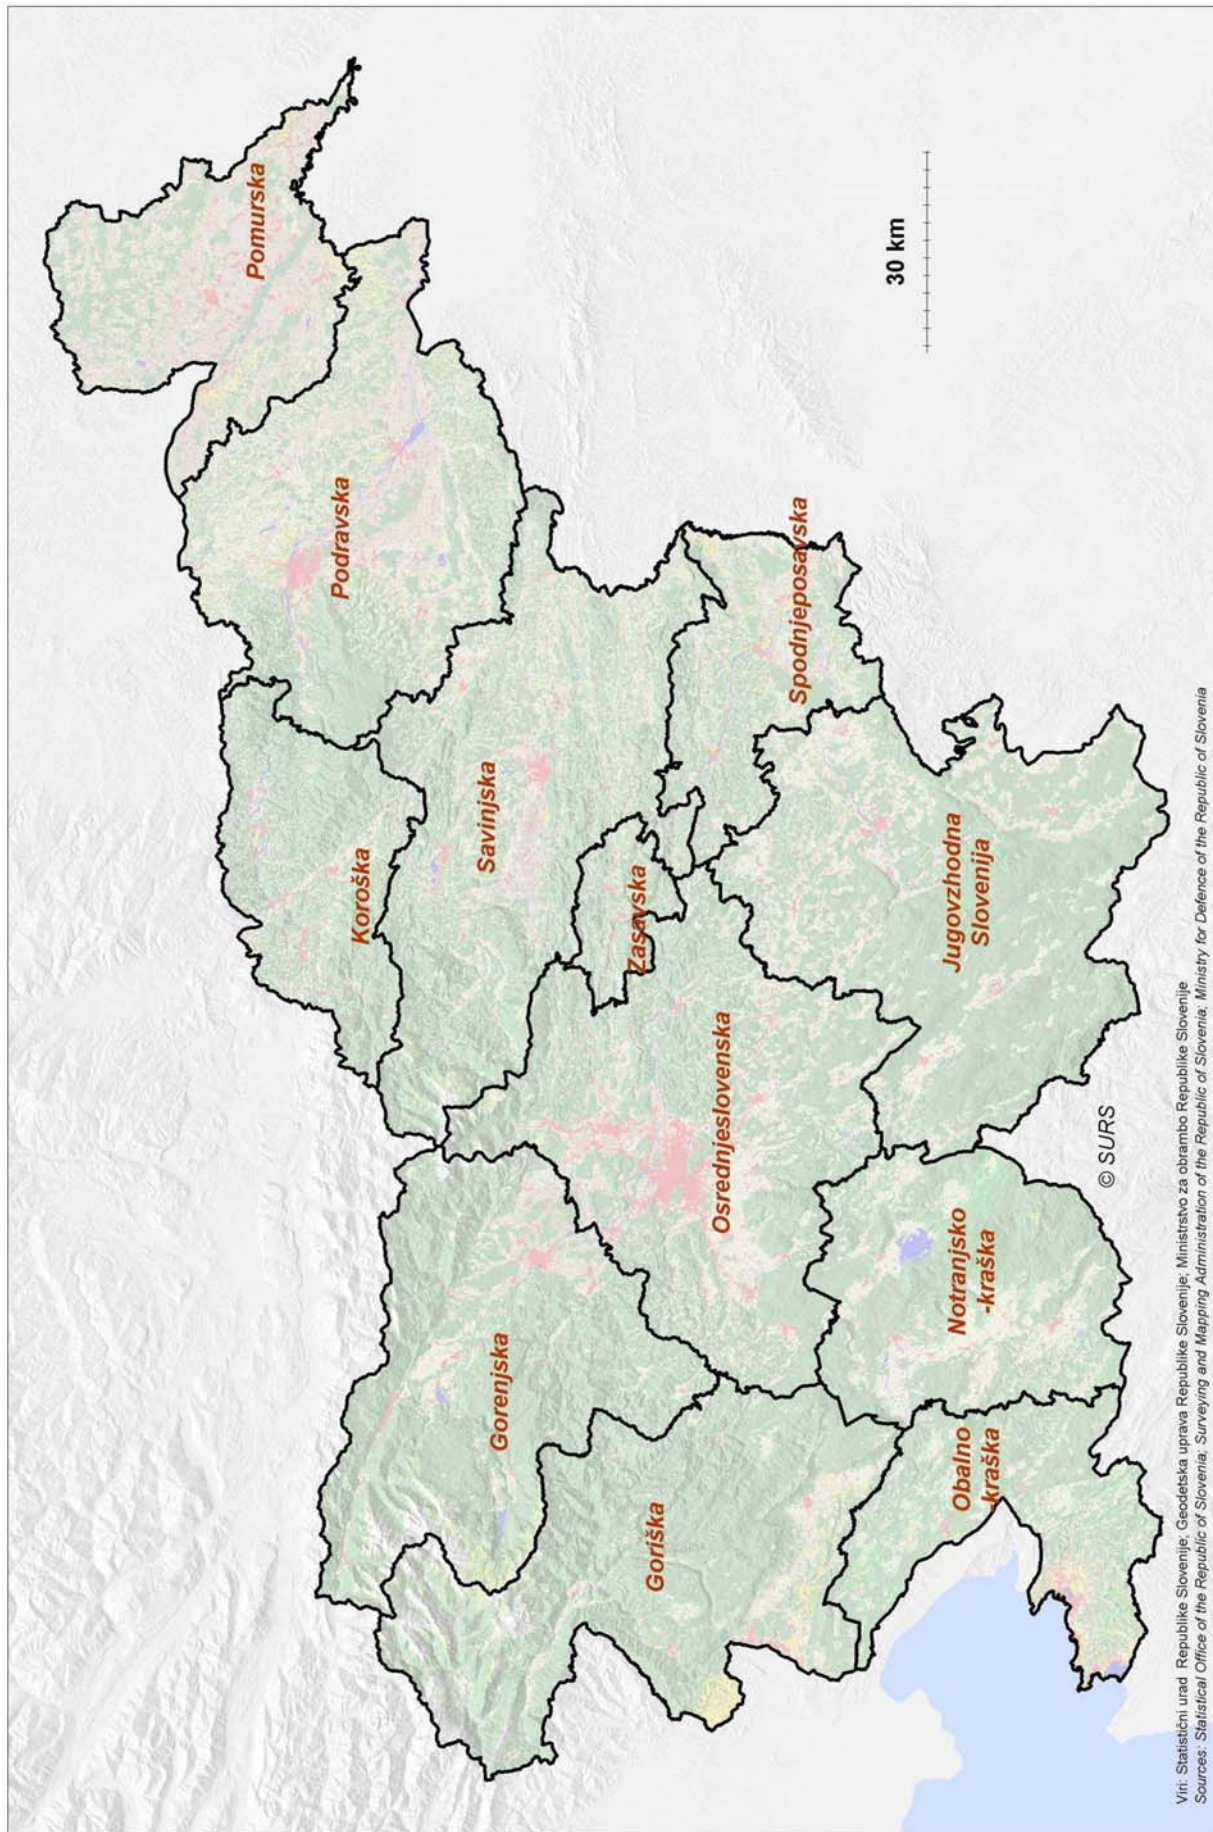 Pomurska
Podravska
Koroška
Savinjska
Zasavska
Spodnjeposavska
Gorenjska
Osrednjeslovenska
Jugovzhodna
Slovenija
Goriška
Notranjsko
-kraška
Obalno
-kraška
30 km
© SURS
Viri: Statistični urad Republike Slovenije; Geodetska uprava Republike Slovenije; Ministrstvo za obrambo Republike Slovenije
Sources: Statistical Office of the Republic of Slovenia; Surveying and Mapping Administration of the Republic of Slovenia; Ministry for Defence of the Republic of Slovenia